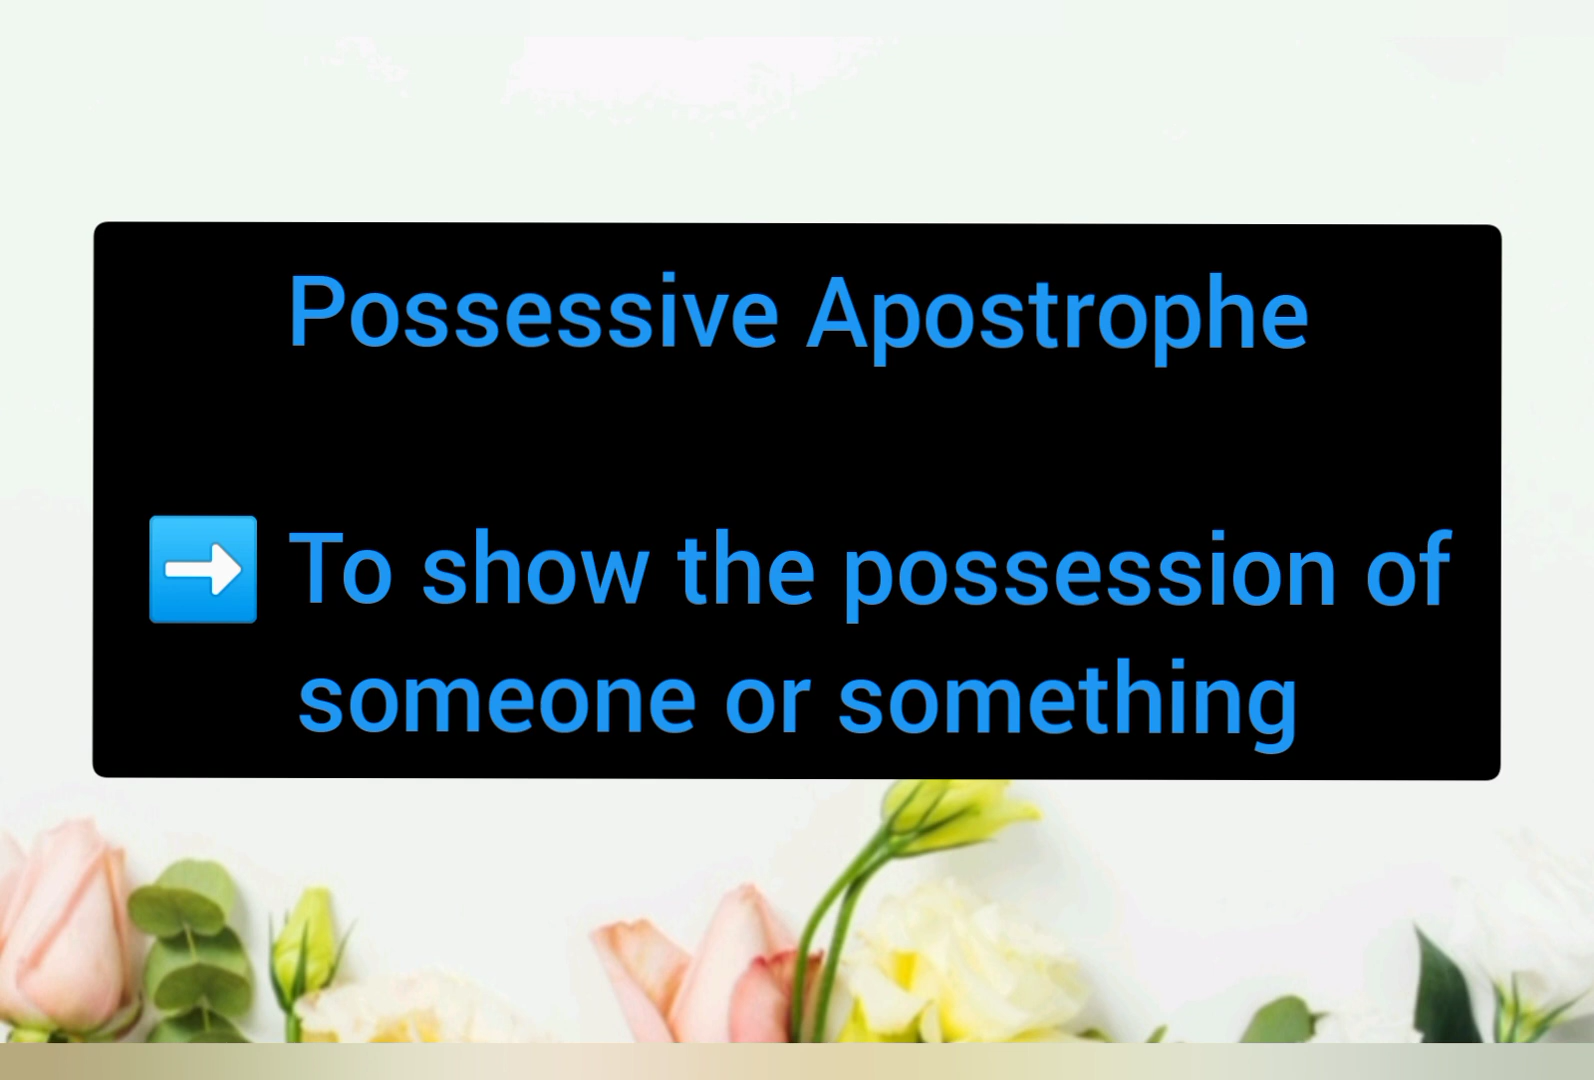 Possessive Apostrophe
➡️ To show the possession of
someone or something